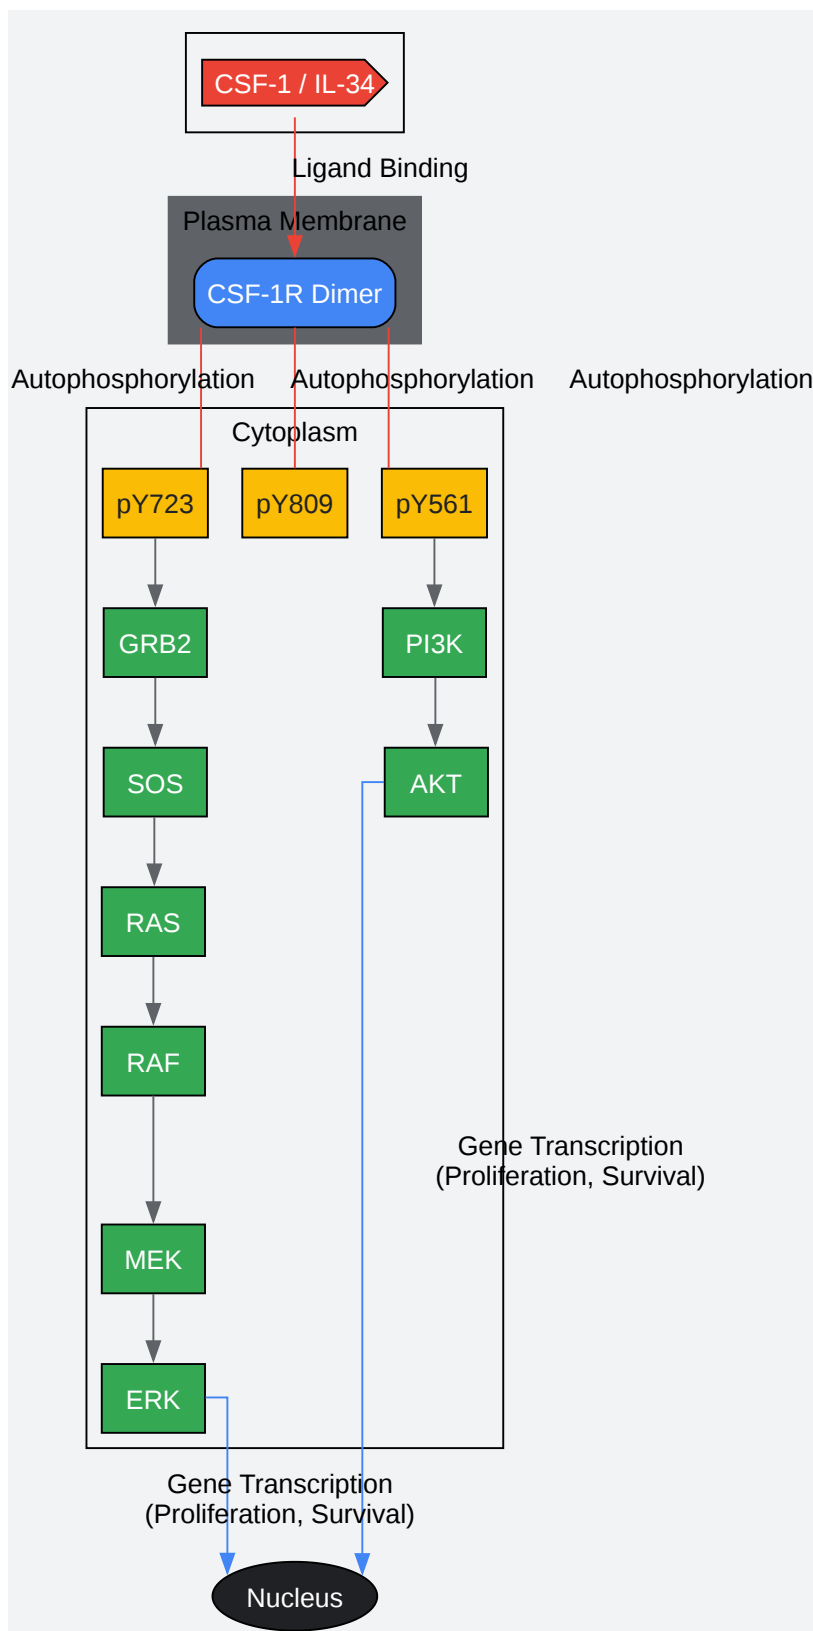 CSF-1 / IL-34
Ligand Binding
Plasma Membrane
CSF-1R Dimer
Autophosphorylation
Autophosphorylation
Autophosphorylation
Cytoplasm
pY723
pY809
pY561
GRB2
PI3K
SOS
AKT
RAS
RAF
Gene Transcription
(Proliferation, Survival)
MEK
ERK
Gene Transcription
(Proliferation, Survival)
Nucleus